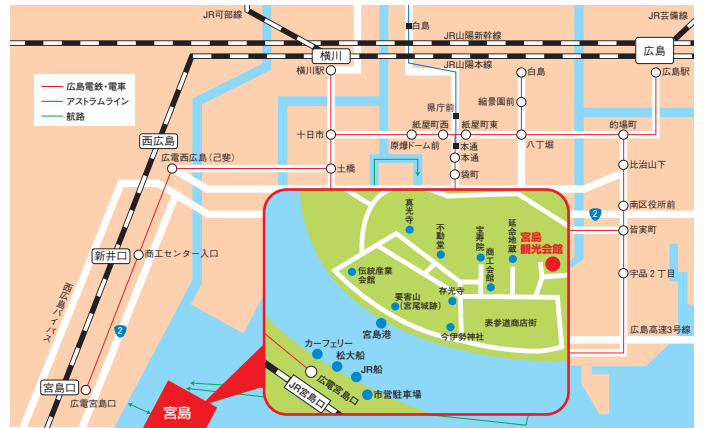 JR可部線
白島
JR芸備線
JR山陽新幹線
横川
広島
JR山陽本線
横川駅
白島
広島駅
広島電鉄・電車
アストラムライン
航路
縮景園前
県庁前
十日市
紙屋町西
紙屋町東
的場町
原爆ドーム前
本通
八丁堀
西広島
広電西広島（己斐）
土橋
本通
袋町
比治山下
南区役所前
2
皆実町
新井口
商工センター入口
宇品2丁目
西広島バイパス
2
広島高速3号線
宮島口
広電宮島口
宮島
真光寺
不動堂
宝寿院
商工会館
延命地蔵
宮島
観光会館
伝統産業
会館
要害山
(宮尾城跡)
存光寺
宮島港
今伊勢神社
表参道商店街
カーフェリー
松大船
JR船
広電宮島口
JR宮島口
市営駐車場